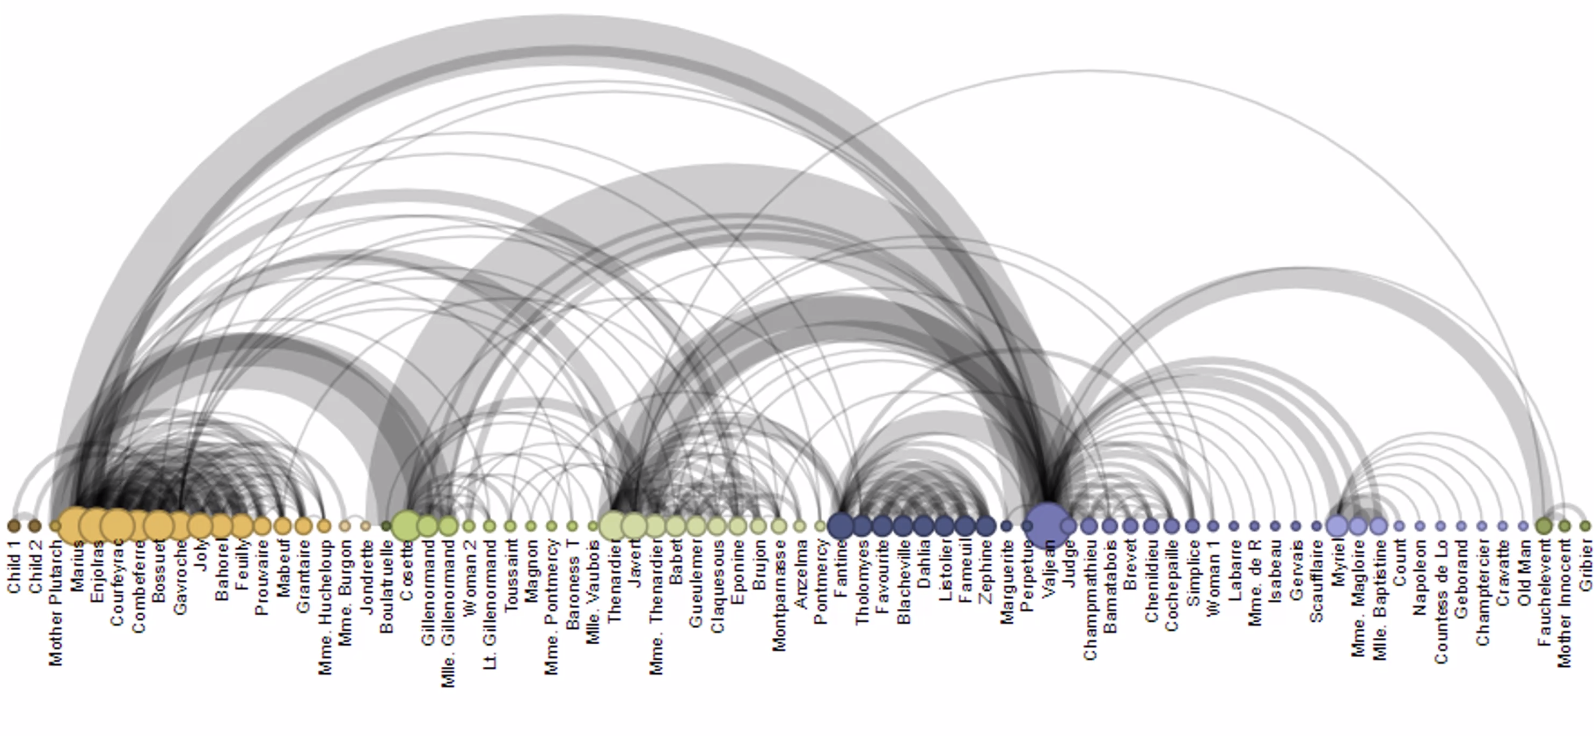 Child 1
Child 2
Mother Plutarch
Marius
Enjolras
Courfeyrac
Combeferre
Bossuet
Gavroche
Joly
Bahorel
Feuilly
Prouvaire
Mabeuf
Grantaire
Mme. Hucheloup
Mme. Burgon
Jondrette
Boulatruelle
Cosette
Gillenormand
Mlle. Gillenormand
Woman 2
Lt. Gillenormand
Toussaint
Magnon
Mme. Pontmercy
Baroness T
Mlle. Vaubois
Thenardier
Javert
Mme. Thenardier
Babet
Gueulemer
Claquesous
Eponine
Brujon
Montparnasse
Anzelma
Pontmercy
Fantine
Tholomyes
Favourite
Blacheville
Dahlia
Listolier
Fameuil
Zephine
Marguerite
Perpetue
Valjean
Judge
Champmathieu
Bamatabois
Brevet
Chenildieu
Cochepaille
Simplice
Woman 1
Labarre
Mme. de R
Isabeau
Gervais
Scaufflaire
Myriel
Mme. Magloire
Mlle. Baptistine
Count
Napoleon
Countess de Lo
Geborand
Champtercier
Cravatte
Old Man
Fauchelevent
Mother Innocent
Gribier